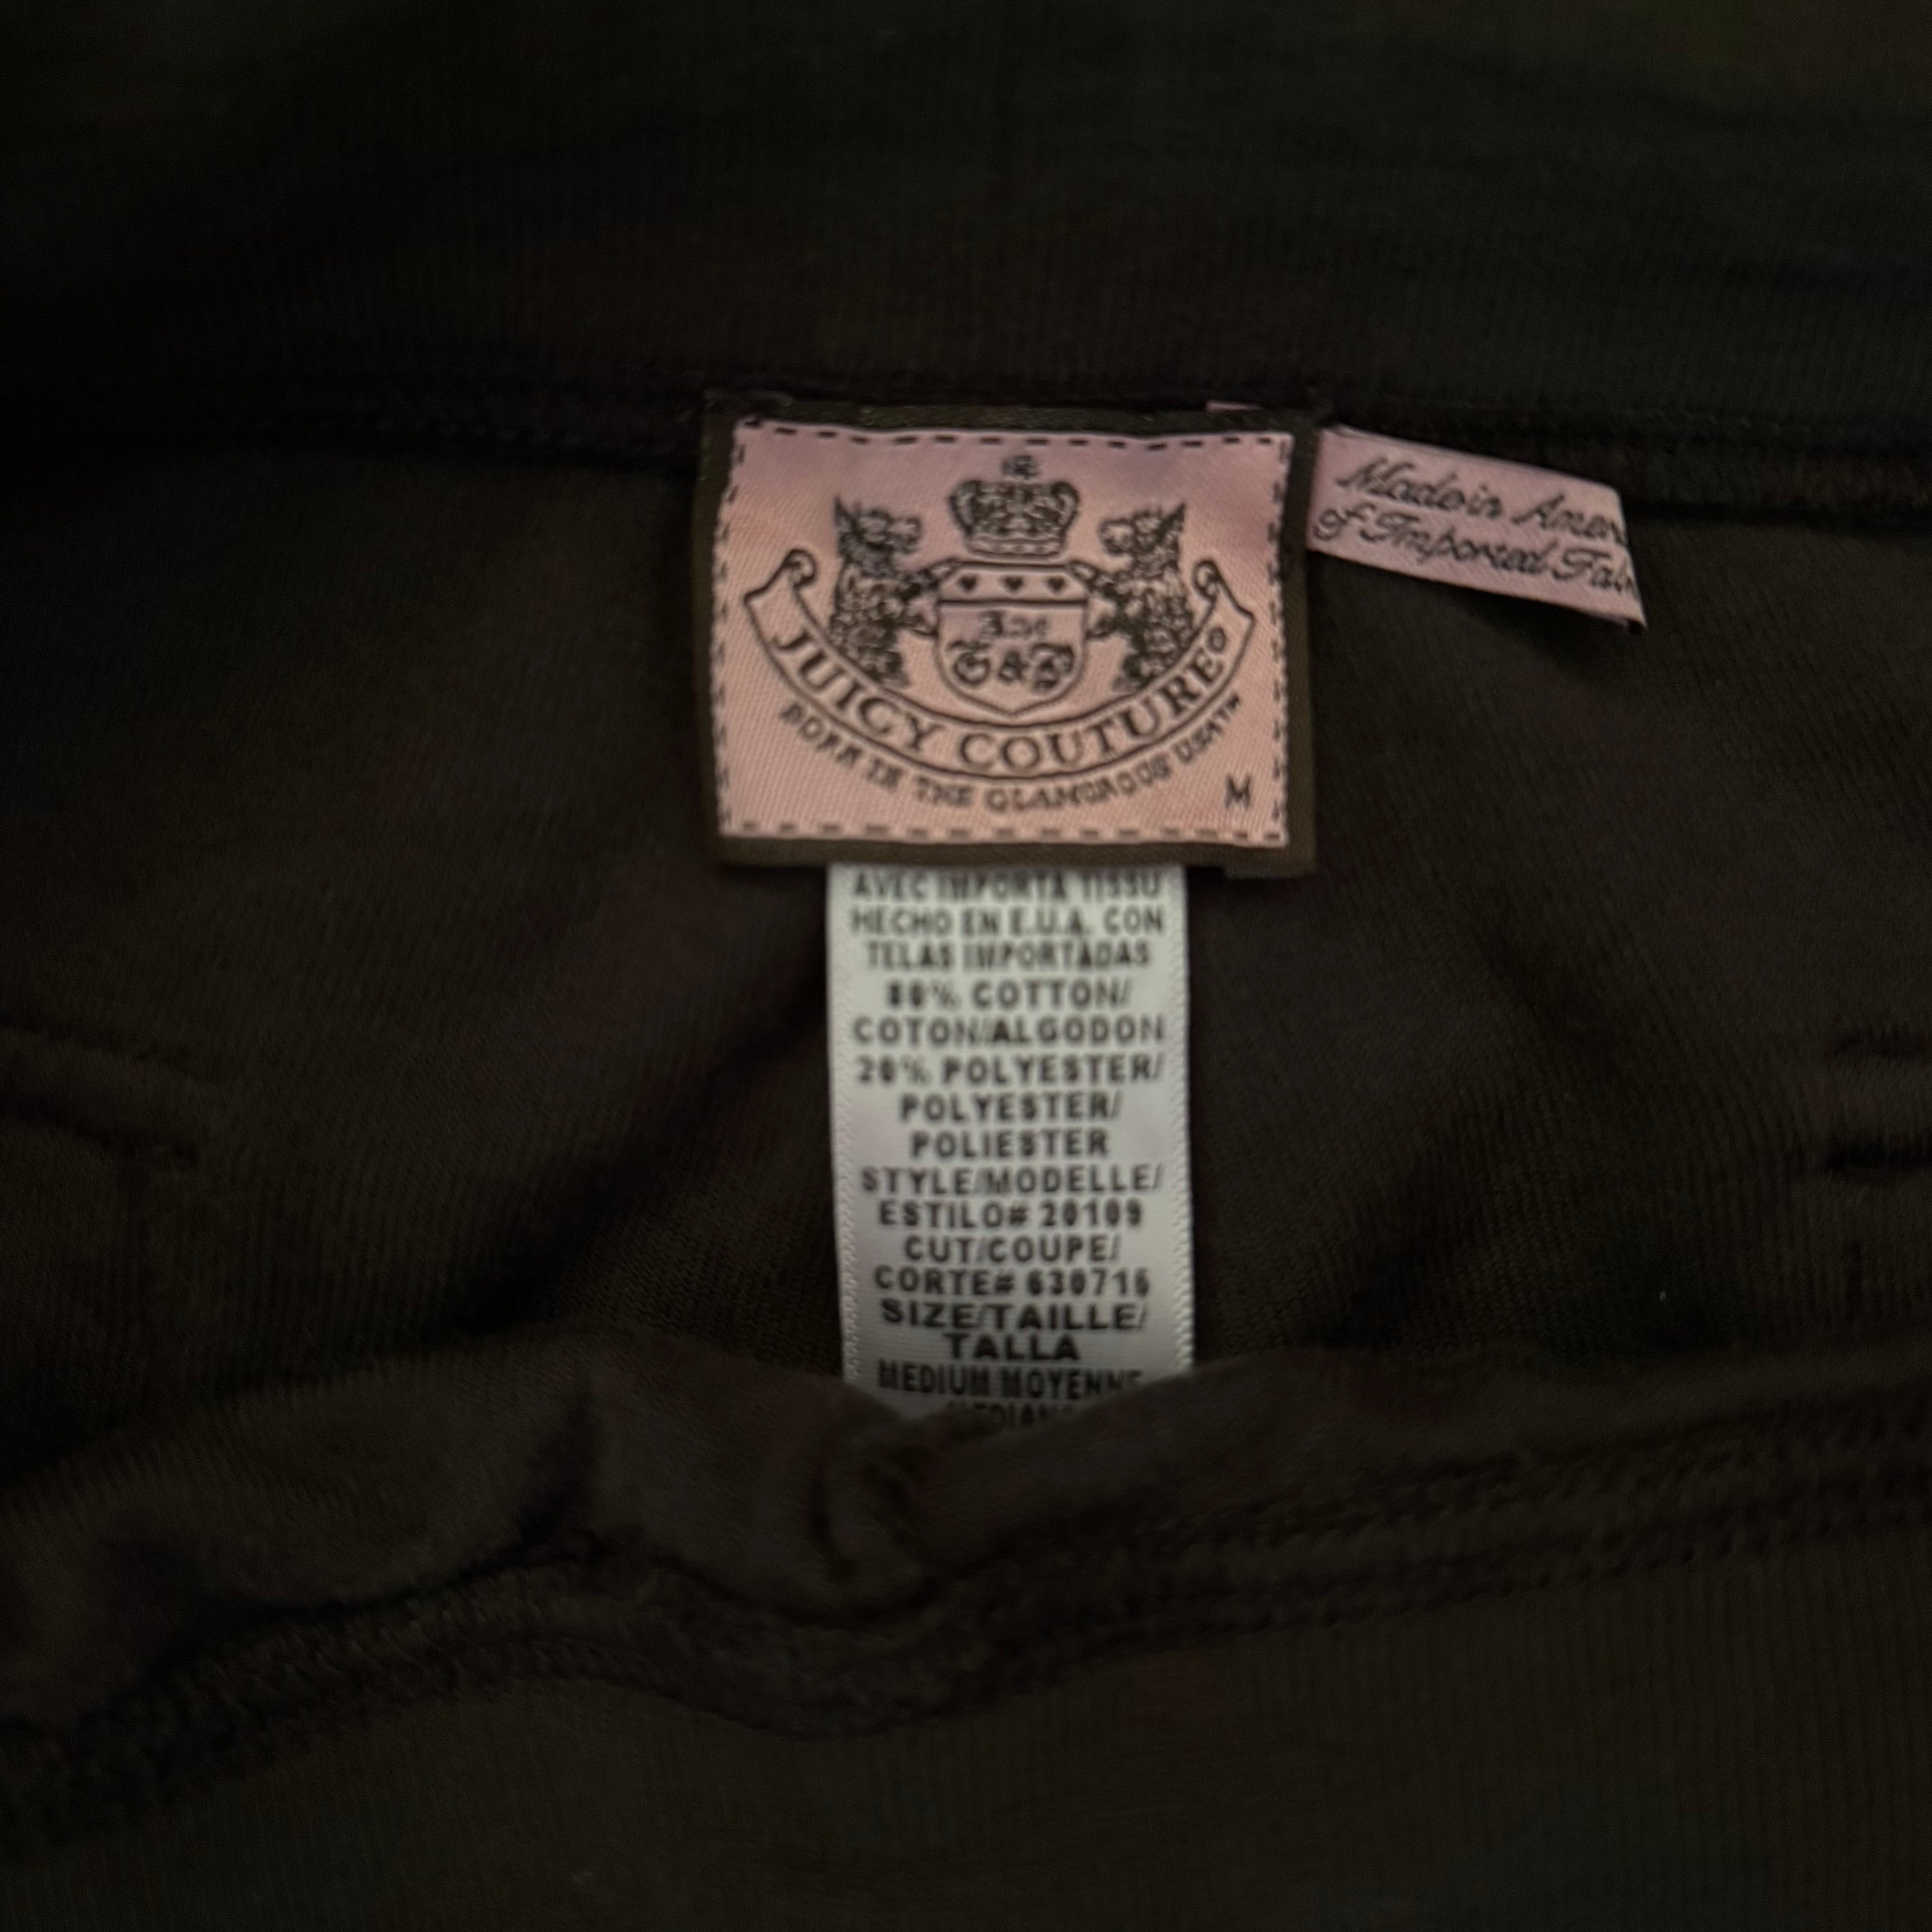 G&P
JUICY COUTURE®
BORN IN THE GLAMOROUS USA™
M
Made in Amer
of Imported Fab
AVEC IMPORTA TISSU
HECHO EN E.U.A. CON
TELAS IMPORTADAS
80% COTTON/
COTON/ALGODON
20% POLYESTER/
POLYESTER/
POLIESTER
STYLE/MODELLE/
ESTILO# 20109
CUT/COUPE/
CORTE# 630716
SIZE/TAILLE/
TALLA
MEDIUM MOYENNE